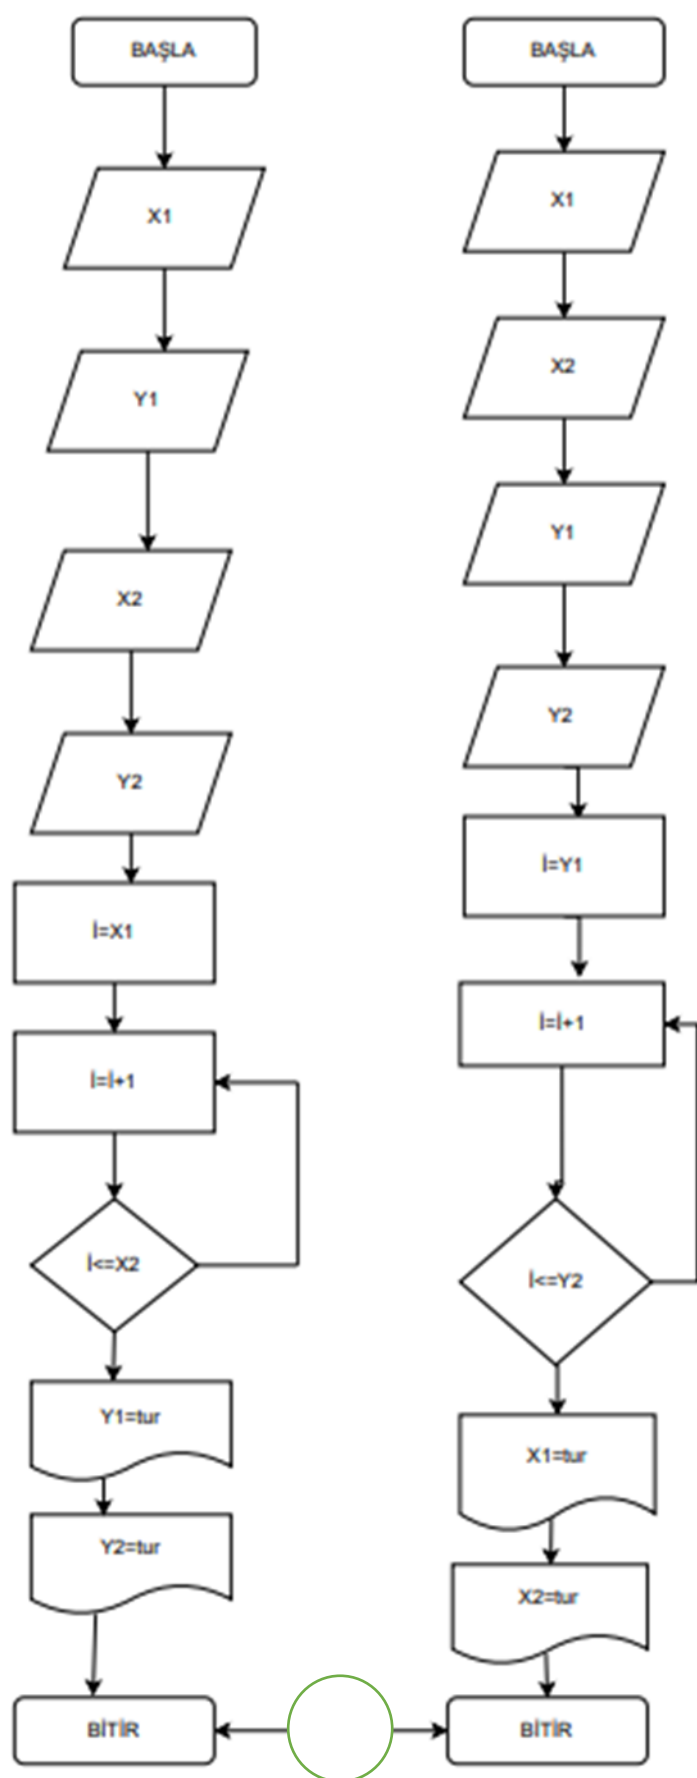 BAŞLA
X1
Y1
X2
Y2
İ=X1
İ=İ+1
İ<=X2
Y1=tur
Y2=tur
BİTİR
BAŞLA
X1
X2
Y1
Y2
İ=Y1
İ=İ+1
İ<=Y2
X1=tur
X2=tur
BİTİR